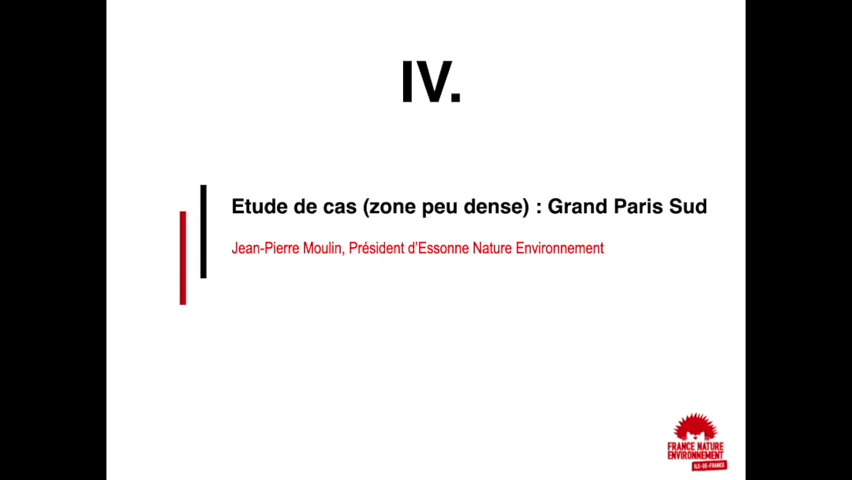 IV.
Etude de cas (zone peu dense) : Grand Paris Sud
Jean-Pierre Moulin, Président d'Essonne Nature Environnement
FRANCE NATURE
ENVIRONNEMENT
ILE-DE-FRANCE